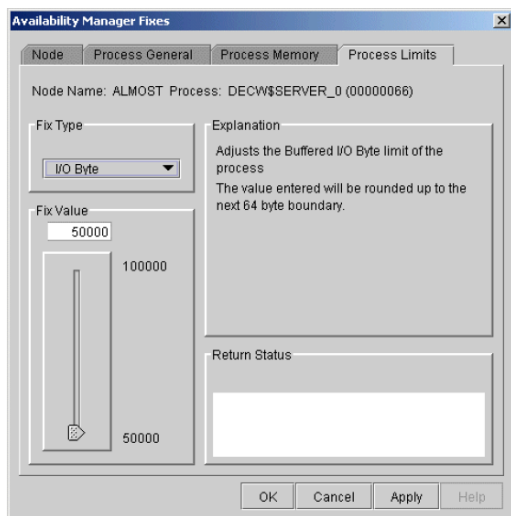 Availability Manager Fixes
Node
Process General
Process Memory
Process Limits
Node Name: ALMOST Process: DECW$SERVER_0 (00000066)
Fix Type
I/O Byte
Explanation
Adjusts the Buffered I/O Byte limit of the
process
The value entered will be rounded up to the
next 64 byte boundary.
Fix Value
50000
100000
50000
Return Status
OK
Cancel
Apply
Help